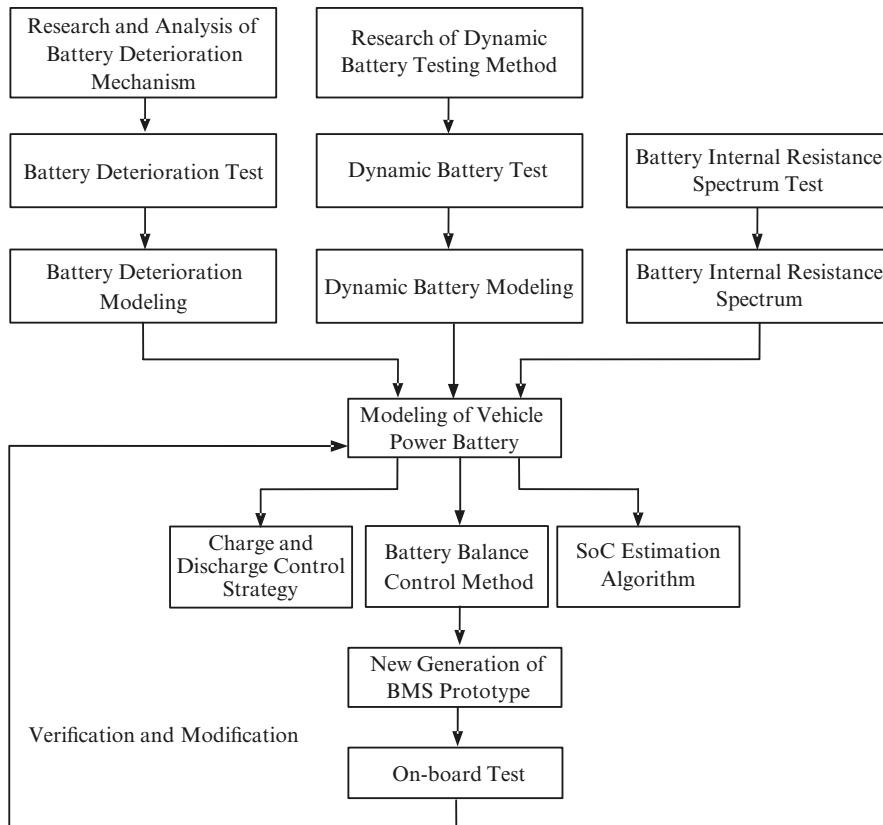 Research and Analysis of
Battery Deterioration
Mechanism
Research of Dynamic
Battery Testing Method
Battery Deterioration Test
Dynamic Battery Test
Battery Internal Resistance
Spectrum Test
Battery Deterioration
Modeling
Dynamic Battery Modeling
Battery Internal Resistance
Spectrum
Modeling of Vehicle
Power Battery
Charge and
Discharge Control
Strategy
Battery Balance
Control Method
SoC Estimation
Algorithm
New Generation of
BMS Prototype
Verification and Modification
On-board Test